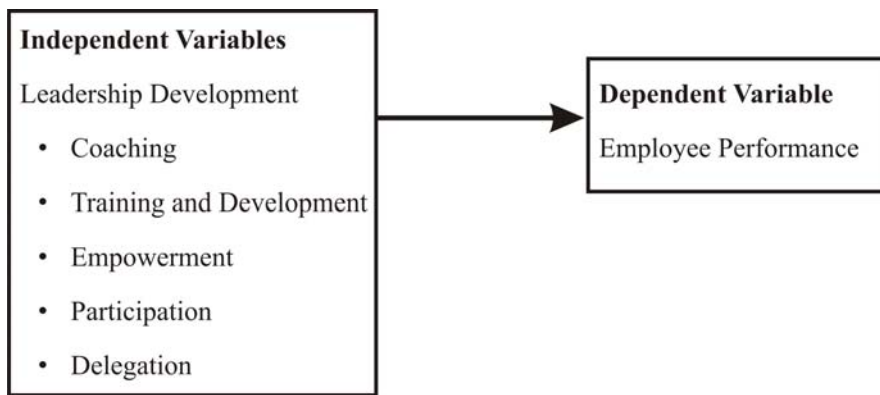 Independent Variables
Leadership Development
• Coaching
• Training and Development
• Empowerment
• Participation
• Delegation
Dependent Variable
Employee Performance